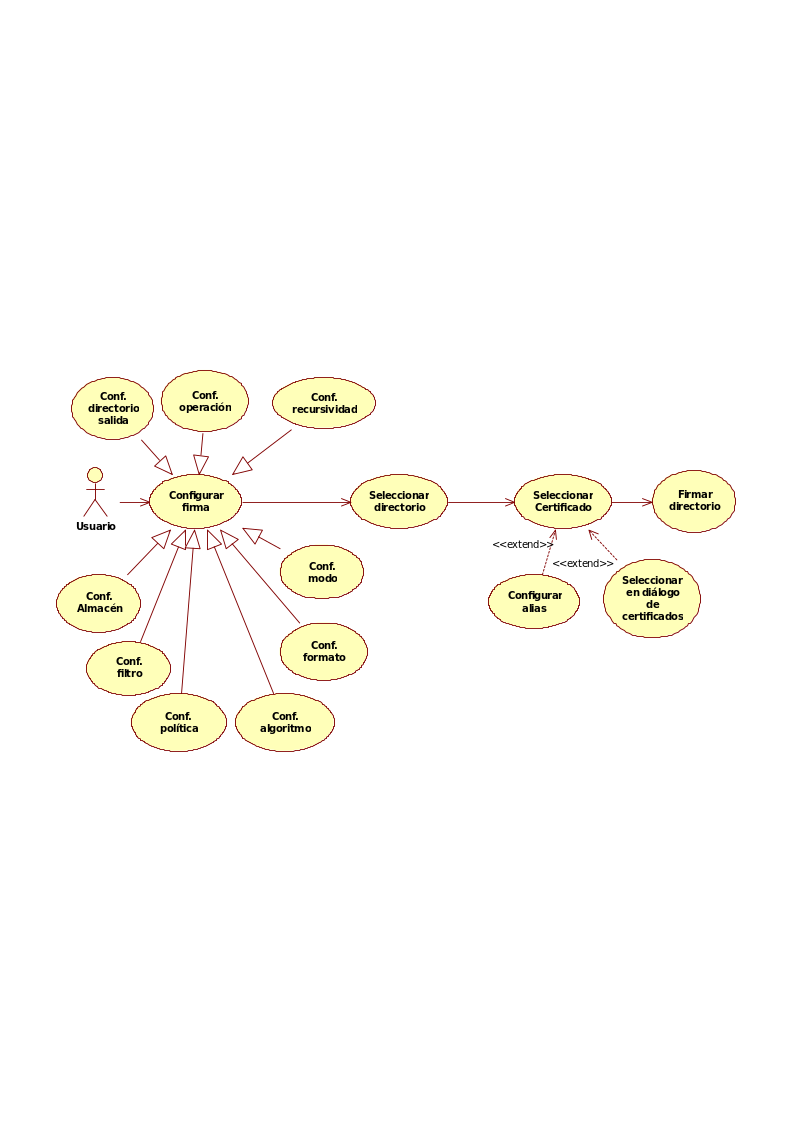 Conf.
directorio
salida
Conf.
operación
Conf.
recursividad
Usuario
Configurar
firma
Seleccionar
directorio
Seleccionar
Certificado
Firmar
directorio
<<extend>>
<<extend>>
Conf.
modo
Configurar
alias
Seleccionar
en diálogo
de
certificados
Conf.
Almacén
Conf.
filtro
Conf.
formato
Conf.
política
Conf.
algoritmo